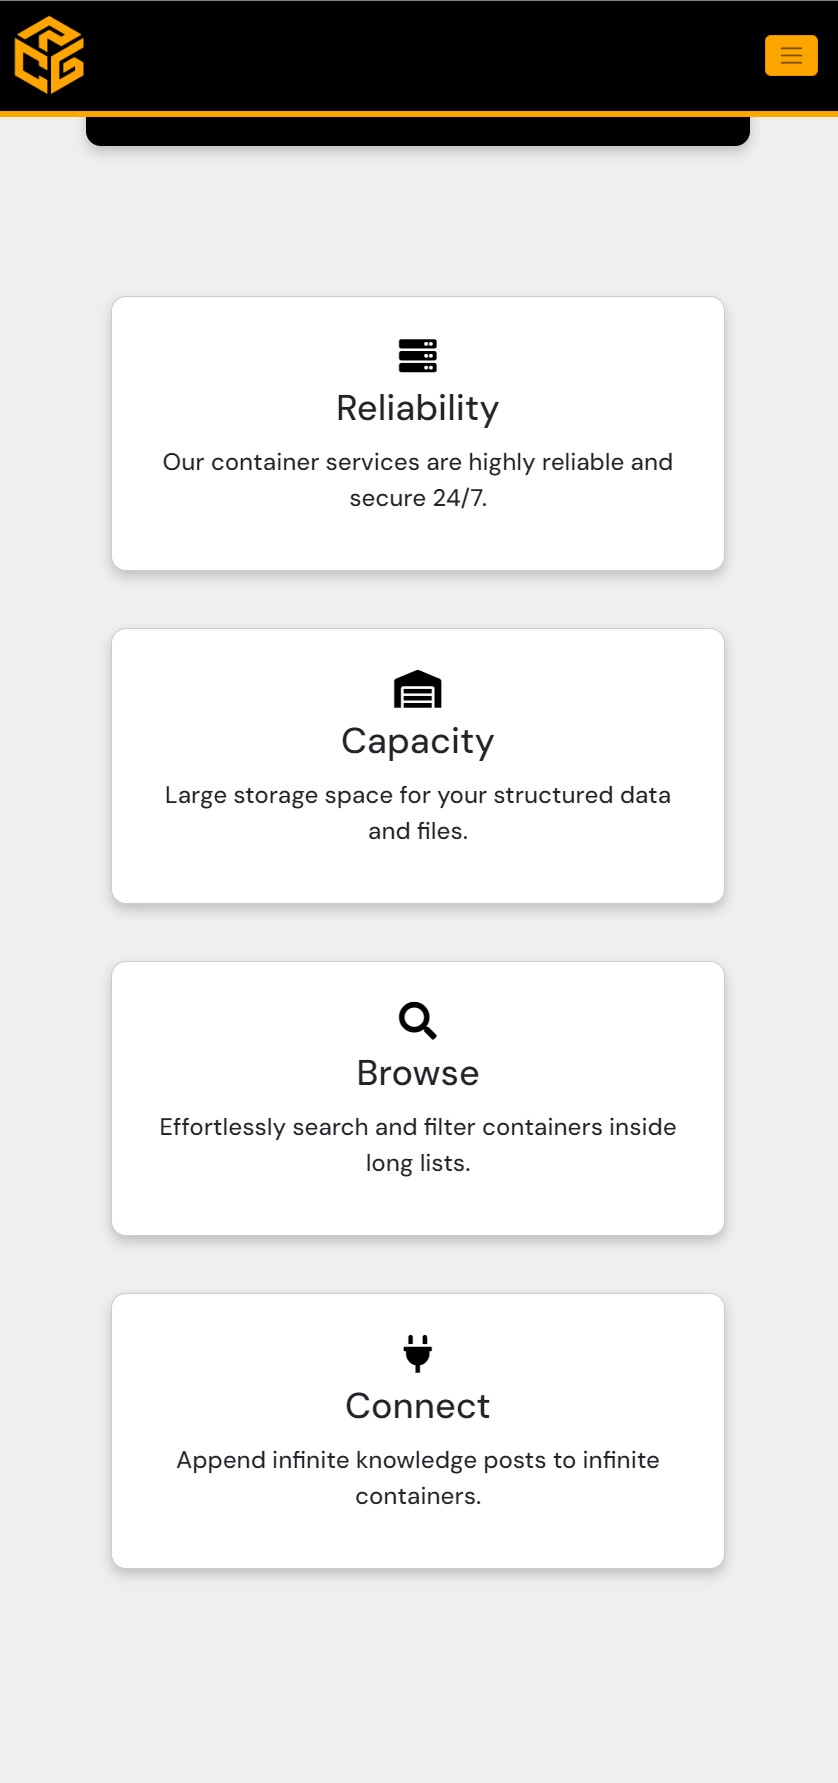 Reliability
Our container services are highly reliable and
secure 24/7.
Capacity
Large storage space for your structured data
and files.
Browse
Effortlessly search and filter containers inside
long lists.
Connect
Append infinite knowledge posts to infinite
containers.